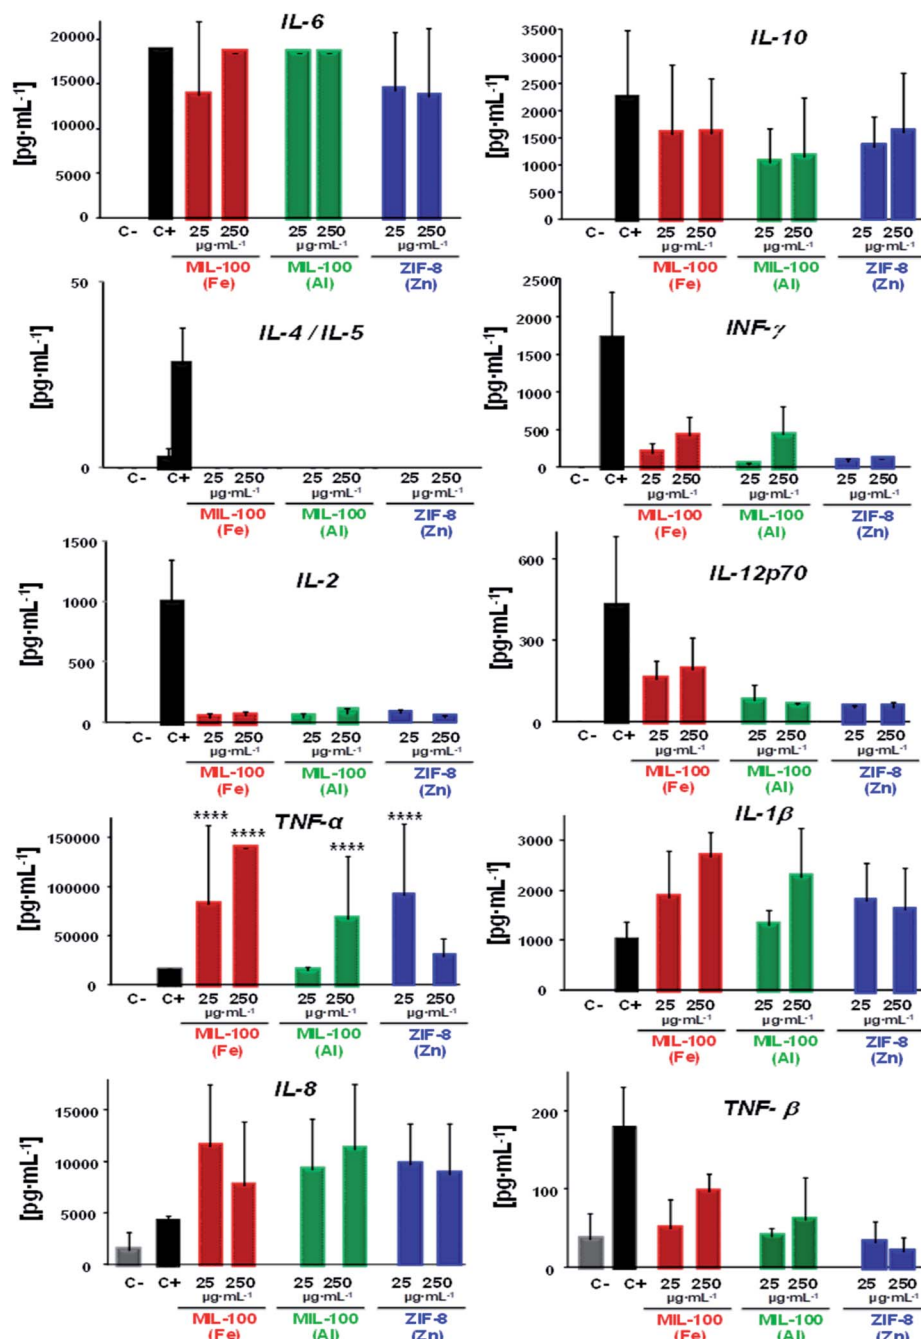 IL-6
[pg·mL-1]
20000
15000
10000
5000
0
C- C+ 25 250 25 250 25 250
µg·mL-1 µg·mL-1 µg·mL-1
MIL-100 MIL-100 ZIF-8
(Fe) (Al) (Zn)
IL-10
[pg·mL-1]
3500
3000
2500
2000
1500
1000
500
0
C- C+ 25 250 25 250 25 250
µg·mL-1 µg·mL-1 µg·mL-1
MIL-100 MIL-100 ZIF-8
(Fe) (Al) (Zn)
IL-4 / IL-5
[pg·mL-1]
50
0
C- C+ 25 250 25 250 25 250
µg·mL-1 µg·mL-1 µg·mL-1
MIL-100 MIL-100 ZIF-8
(Fe) (Al) (Zn)
INF-γ
[pg·mL-1]
2500
2000
1500
1000
500
0
C- C+ 25 250 25 250 25 250
µg·mL-1 µg·mL-1 µg·mL-1
MIL-100 MIL-100 ZIF-8
(Fe) (Al) (Zn)
IL-2
[pg·mL-1]
1500
1000
500
0
C- C+ 25 250 25 250 25 250
µg·mL-1 µg·mL-1 µg·mL-1
MIL-100 MIL-100 ZIF-8
(Fe) (Al) (Zn)
IL-12p70
[pg·mL-1]
600
300
0
C- C+ 25 250 25 250 25 250
µg·mL-1 µg·mL-1 µg·mL-1
MIL-100 MIL-100 ZIF-8
(Fe) (Al) (Zn)
TNF-α
**** **** **** ****
[pg·mL-1]
150000
100000
50000
0
C- C+ 25 250 25 250 25 250
µg·mL-1 µg·mL-1 µg·mL-1
MIL-100 MIL-100 ZIF-8
(Fe) (Al) (Zn)
IL-1β
[pg·mL-1]
3000
2000
1000
0
C- C+ 25 250 25 250 25 250
µg·mL-1 µg·mL-1 µg·mL-1
MIL-100 MIL-100 ZIF-8
(Fe) (Al) (Zn)
IL-8
[pg·mL-1]
15000
10000
5000
0
C- C+ 25 250 25 250 25 250
µg·mL-1 µg·mL-1 µg·mL-1
MIL-100 MIL-100 ZIF-8
(Fe) (Al) (Zn)
TNF- β
[pg·mL-1]
200
100
0
C- C+ 25 250 25 250 25 250
µg·mL-1 µg·mL-1 µg·mL-1
MIL-100 MIL-100 ZIF-8
(Fe) (Al) (Zn)